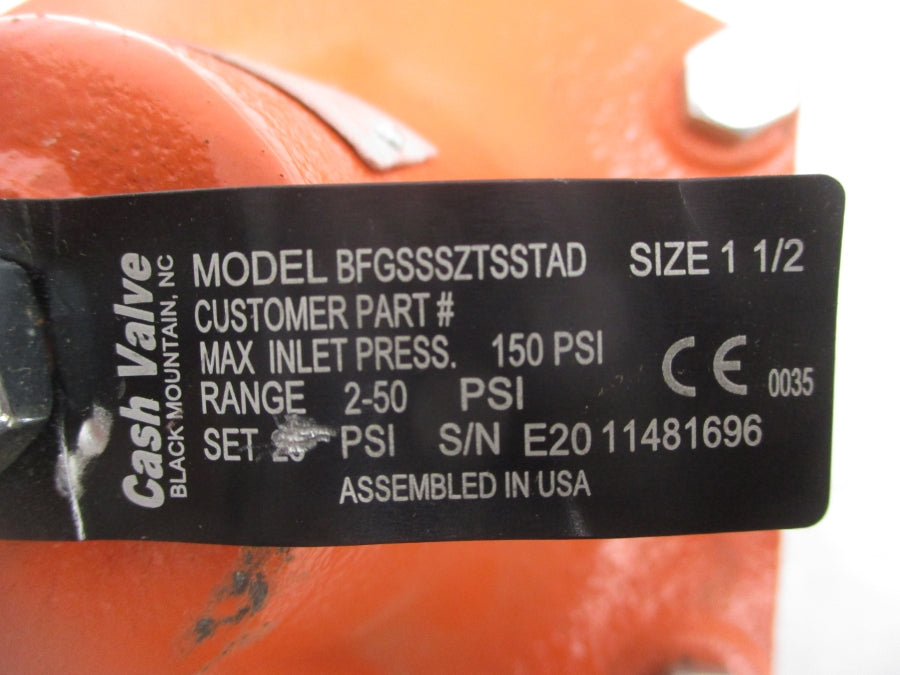 Cash Valve
BLACK MOUNTAIN, NC
MODEL BFGSSSZTSSTAD SIZE 1 1/2
CUSTOMER PART #
MAX INLET PRESS. 150 PSI
RANGE 2-50 PSI
CE 0035
SET PSI S/N E20 11481696
ASSEMBLED IN USA